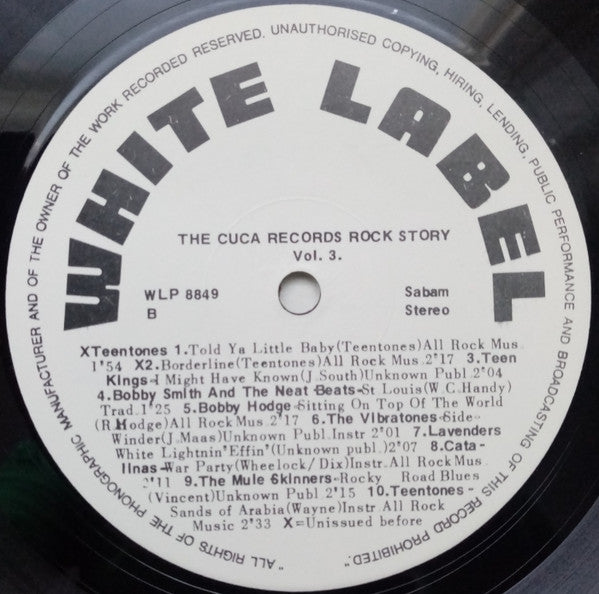 "ALL RIGHTS OF THE PHONOGRAPHIC MANUFACTURER AND OF THE OWNER OF THE WORK RECORDED RESERVED. UNAUTHORISED COPYING, HIRING, LENDING, PUBLIC PERFORMANCE AND BROADCASTING OF THIS RECORD PROHIBITED."
WHITE LABEL
THE CUCA RECORDS ROCK STORY
Vol. 3.
WLP 8849 Sabam
B Stereo
XTeentones 1.Told Ya Little Baby(Teentones)All Rock Mus.
1"54 X2.Borderline(Teentones)All Rock Mus.2"17 3.Teen
Kings-I Might Have Known(J.South)Unknown Publ.2"04
4.Bobby Smith And The Neat Beats-St Louis(W.C.Handy)
Trad.1"25 5.Bobby Hodge-Sitting On Top Of The World
(R.Hodge)All Rock Mus.2"17 6.The Vibratones-Side-
Winder(J.Maas)Unknown Publ.Instr 2"01 7.Lavenders
White Lightnin'Effin'(Unknown publ.)2"07 8.Cata-
linas-War Party(Wheelock/Dix)Instr.All Rock Mus.
2"11 9.The Mule Skinners-Rocky Road Blues
(Vincent)Unknown Publ.2"15 10.Teentones-
Sands of Arabia(Wayne)Instr.All Rock
Music 2"33 X=Unissued before